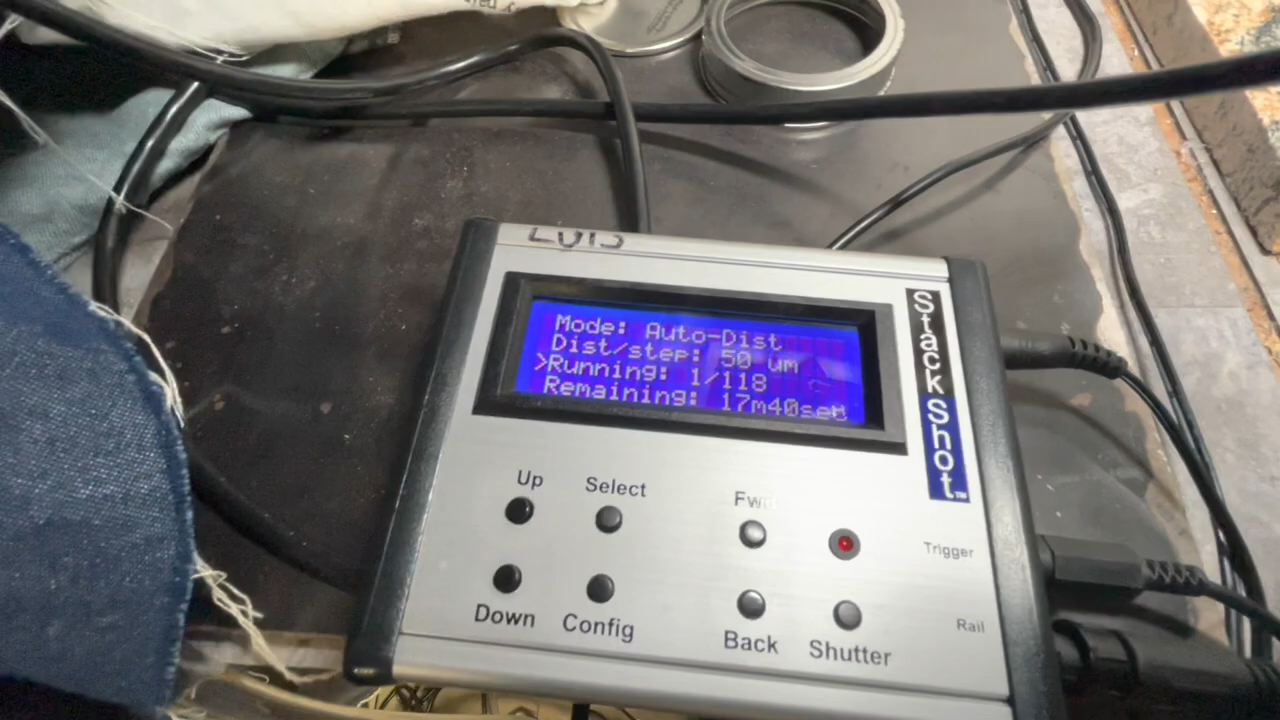 Mode: Auto-Dist
Dist/step: 50 um
>Running: 1/118
Remaining: 17m40sec
StackShot™
Up
Select
Fwd
Trigger
Down
Config
Back
Shutter
Rail